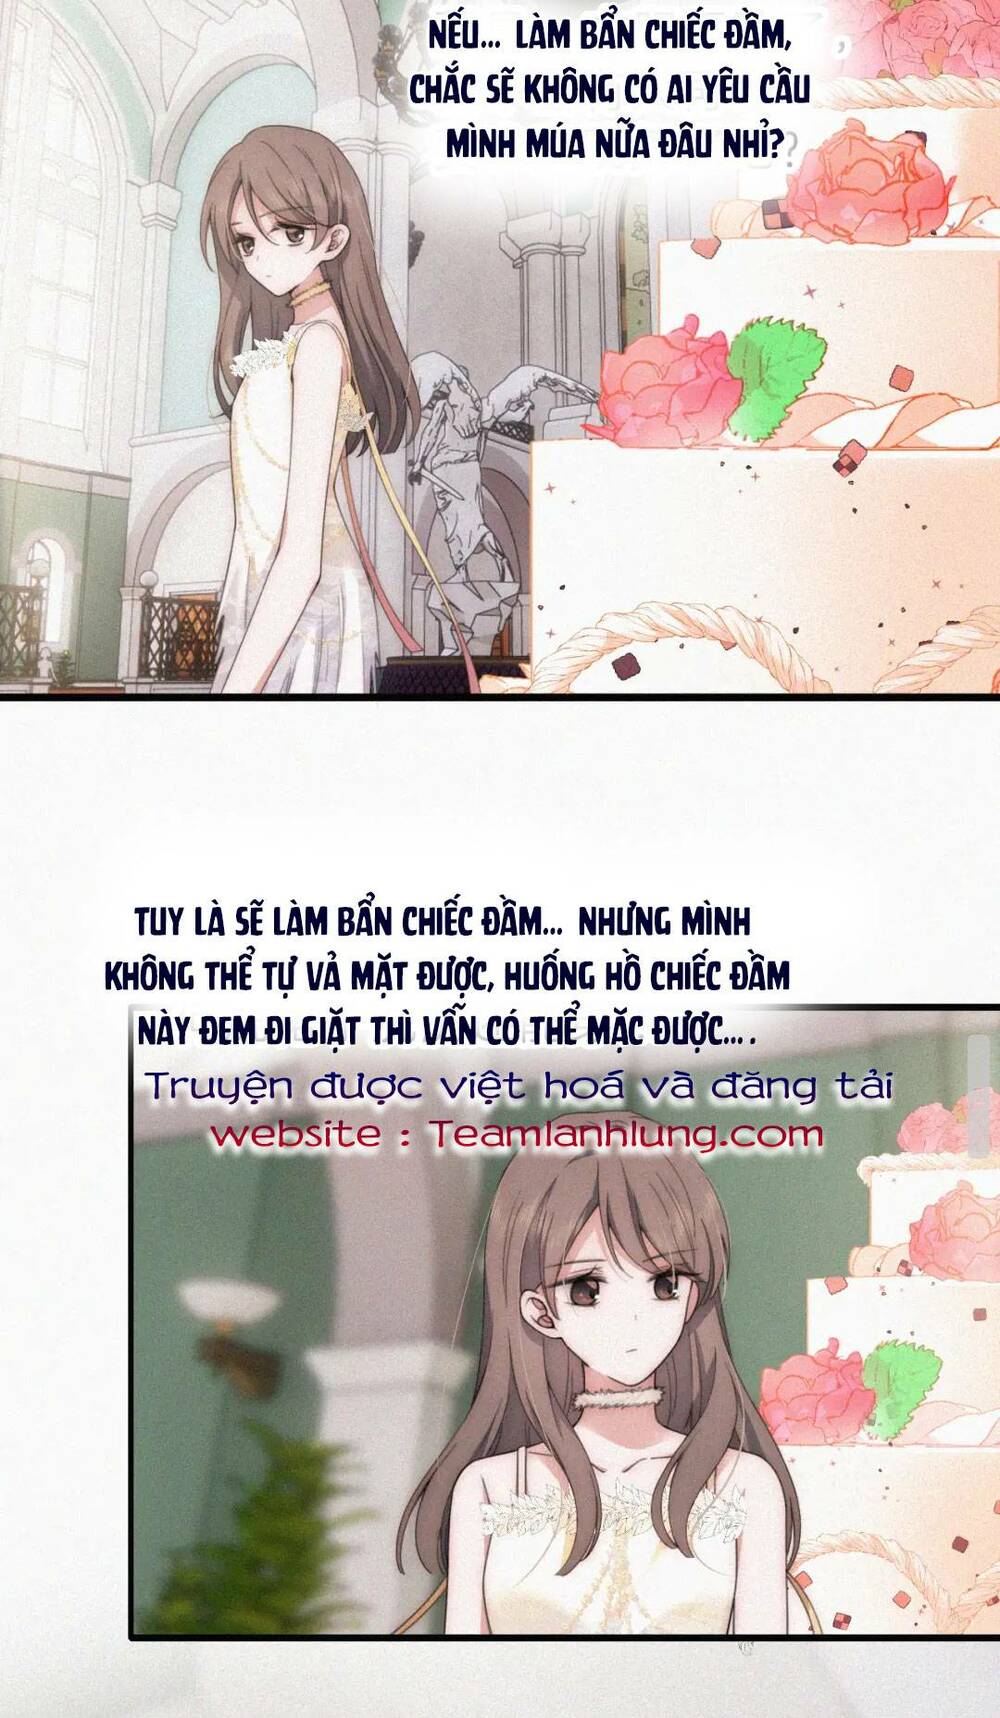 NẾU... LÀM BẨN CHIẾC ĐẦM,
CHẮC SẼ KHÔNG CÓ AI YÊU CẦU
MÌNH MÚA NỮA ĐÂU NHỈ?
TUY LÀ SẼ LÀM BẨN CHIẾC ĐẦM... NHƯNG MÌNH
KHÔNG THỂ TỰ VẢ MẶT ĐƯỢC, HUỐNG HỒ CHIẾC ĐẦM
NÀY ĐEM ĐI GIẶT THÌ VẪN CÓ THỂ MẶC ĐƯỢC....
Truyện được việt hoá và đăng tải
website : Teamlanhlung.com